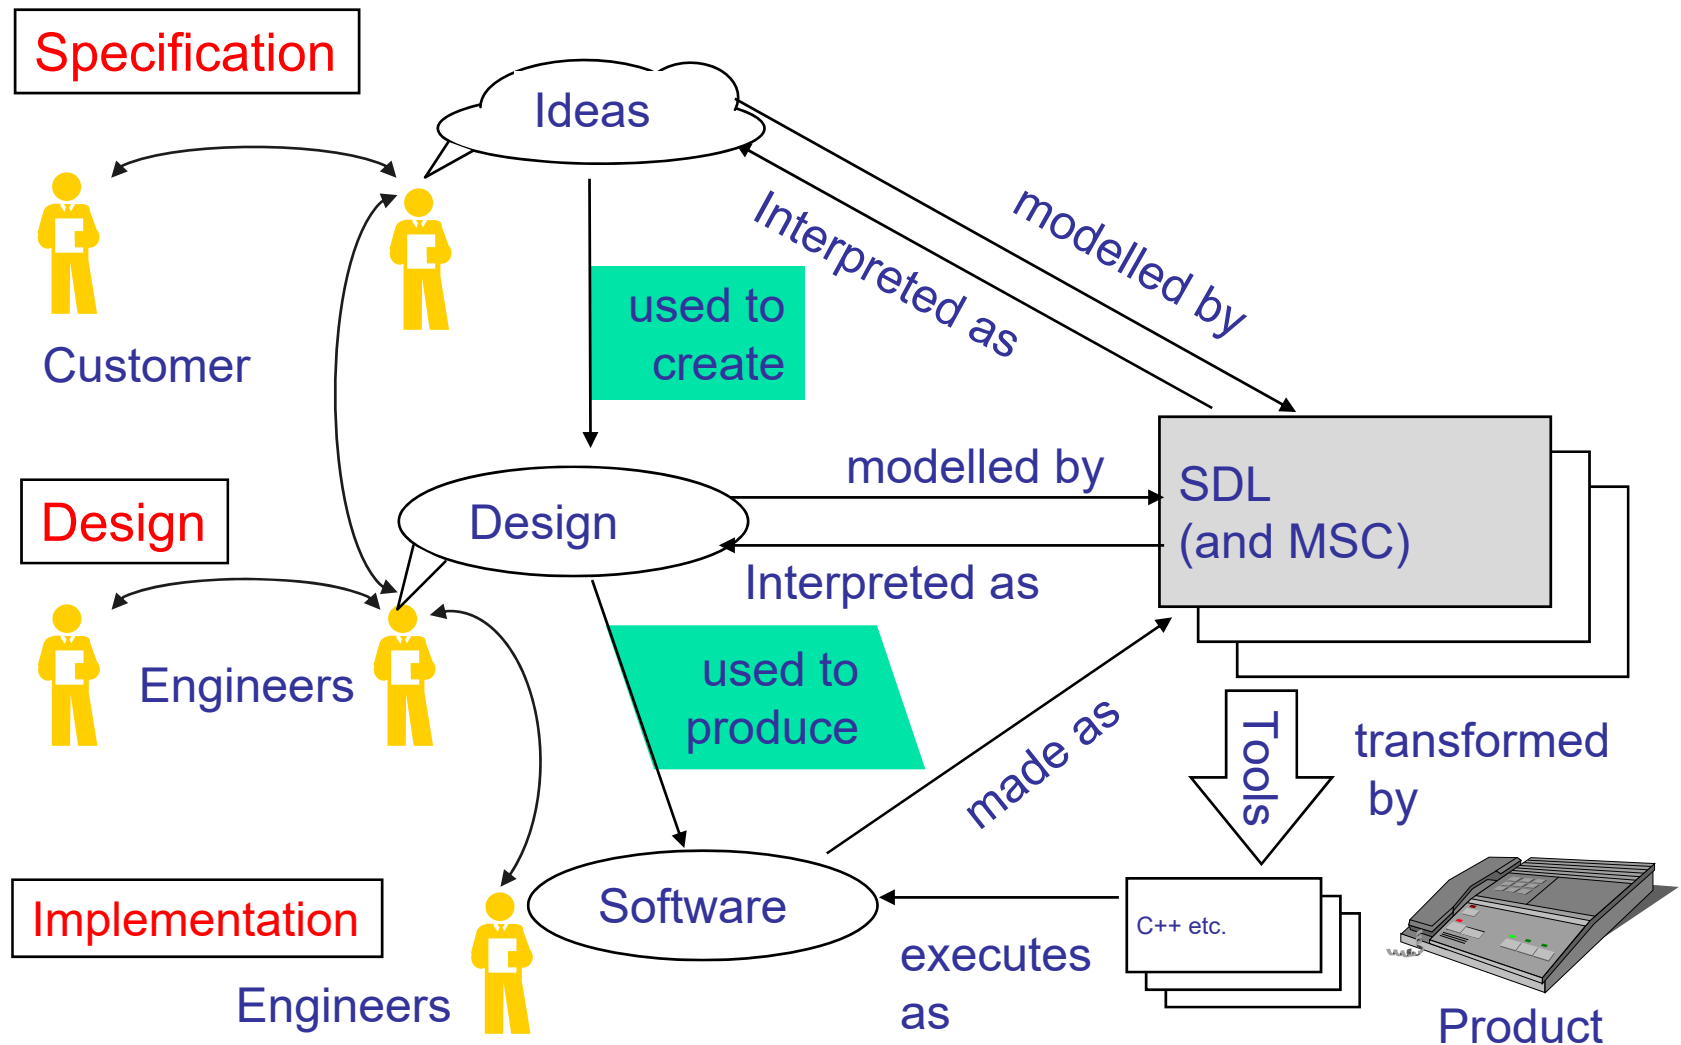 Specification
Ideas
Interpreted as
modelled by
used to
create
Customer
modelled by
SDL
(and MSC)
Design
Design
Interpreted as
Engineers
used to
produce
made as
Tools
transformed
by
Implementation
Software
C++ etc.
executes
as
Engineers
Product